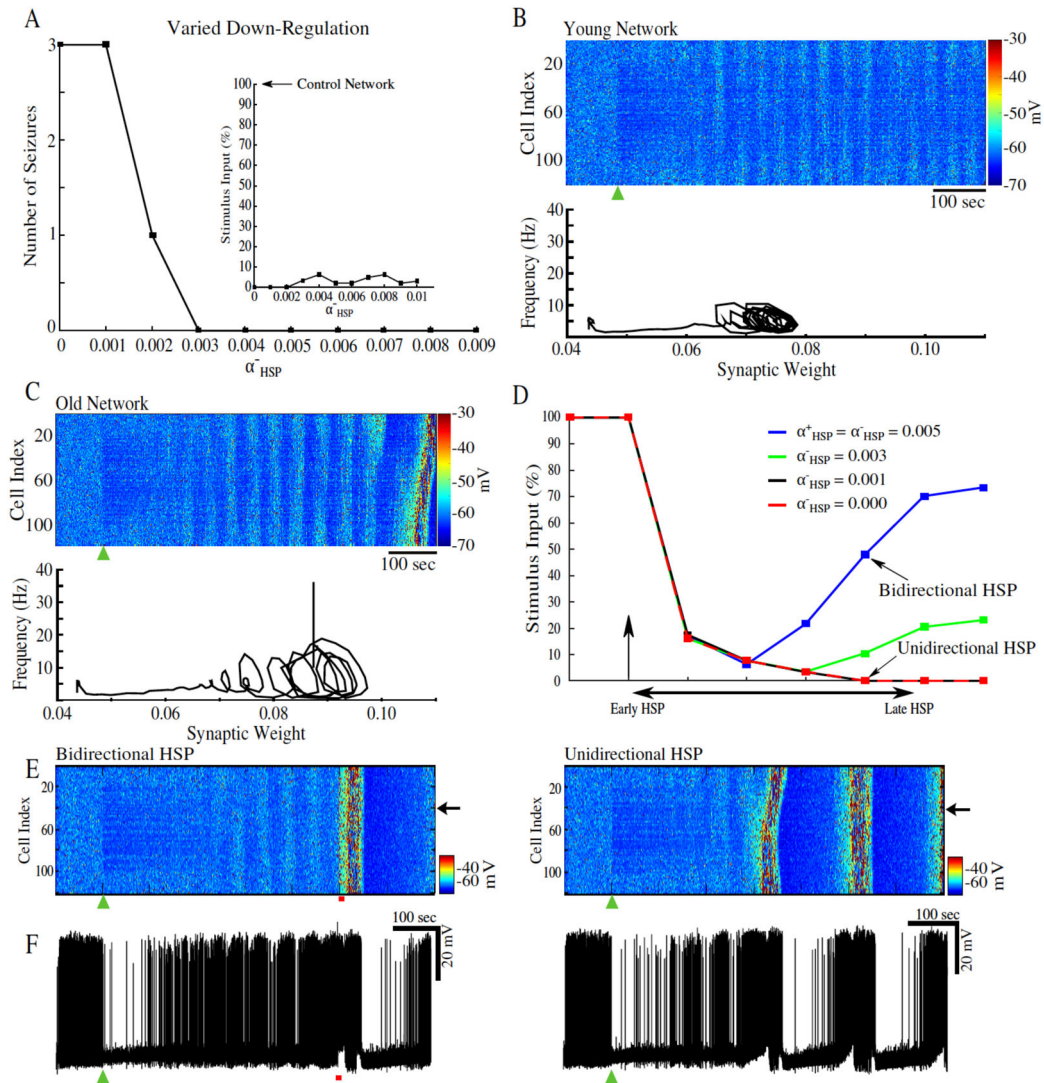 A
Varied Down-Regulation
Number of Seizures
3
2
1
0
0 0.001 0.002 0.003 0.004 0.005 0.006 0.007 0.008 0.009
α⁻HSP
Control Network
Stimulus Input (%)
100
90
80
70
60
50
40
30
20
10
0
0 0.002 0.004 0.006 0.008 0.01
α⁻HSP
B
Young Network
Cell Index
20
60
100
-30
-40
-50
-60
-70
mV
100 sec
Frequency (Hz)
40
30
20
10
0.04 0.06 0.08 0.10
Synaptic Weight
C
Old Network
Cell Index
20
60
100
-30
-40
-50
-60
-70
mV
100 sec
Frequency (Hz)
40
30
20
10
0.04 0.06 0.08 0.10
Synaptic Weight
D
Stimulus Input (%)
100
90
80
70
60
50
40
30
20
10
0
α⁺HSP = α⁻HSP = 0.005
α⁻HSP = 0.003
α⁻HSP = 0.001
α⁻HSP = 0.000
Bidirectional HSP
Unidirectional HSP
Early HSP
Late HSP
E
Bidirectional HSP
Cell Index
20
60
100
-40
-60
mV
Unidirectional HSP
Cell Index
20
60
100
-40
-60
mV
F
100 sec
20 mV
100 sec
20 mV